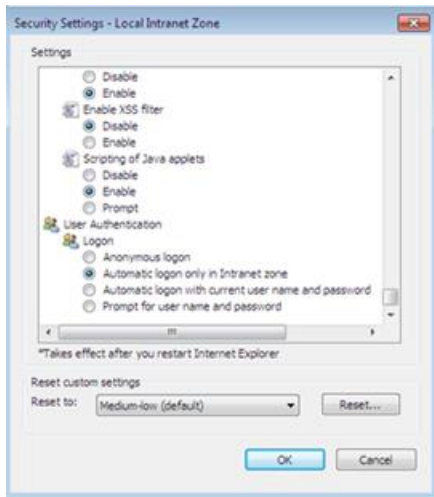 Security Settings - Local Intranet Zone
Settings
Disable
Enable
Enable XSS filter
Disable
Enable
Scripting of Java applets
Disable
Enable
Prompt
User Authentication
Logon
Anonymous logon
Automatic logon only in Intranet zone
Automatic logon with current user name and password
Prompt for user name and password
*Takes effect after you restart Internet Explorer
Reset custom settings
Reset to: Medium-low (default) Reset...
OK Cancel